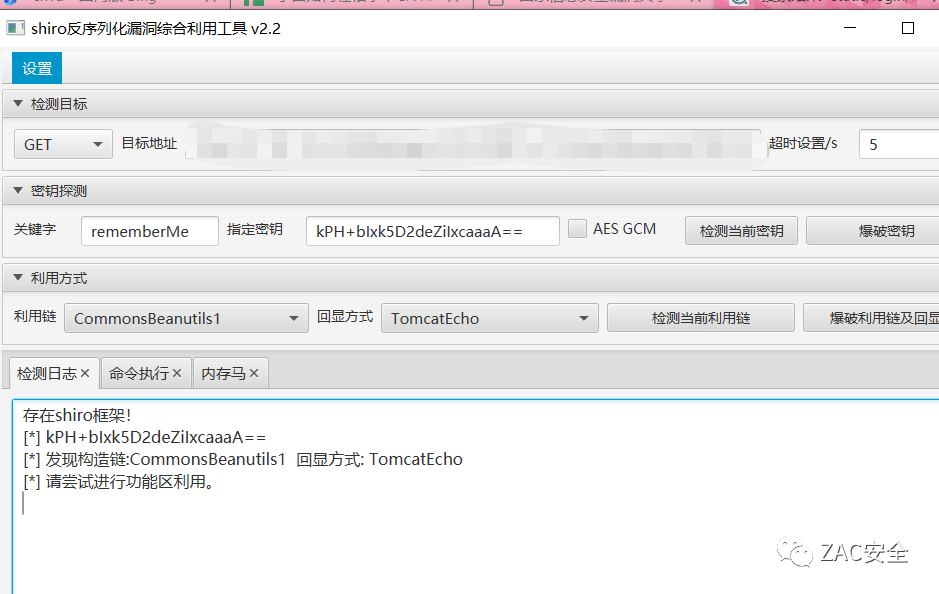 shiro反序列化漏洞综合利用工具 v2.2
设置
检测目标
GET 目标地址 超时设置/s 5
密钥探测
关键字 rememberMe 指定密钥 kPH+bIxk5D2deZiIxcaaaA== AES GCM 检测当前密钥 爆破密钥
利用方式
利用链 CommonsBeanutils1 回显方式 TomcatEcho 检测当前利用链 爆破利用链及回显
检测日志× 命令执行× 内存马×
存在shiro框架！
[*] kPH+bIxk5D2deZiIxcaaaA==
[*] 发现构造链:CommonsBeanutils1 回显方式: TomcatEcho
[*] 请尝试进行功能区利用。
ZAC安全